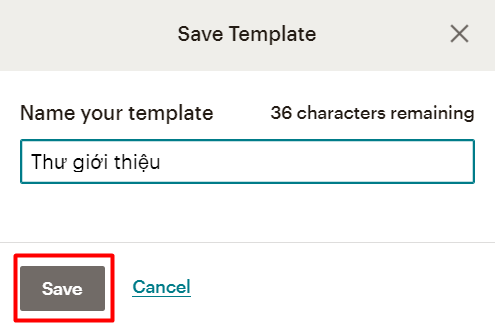 Save Template
Name your template 36 characters remaining
Thư giới thiệu
Save Cancel